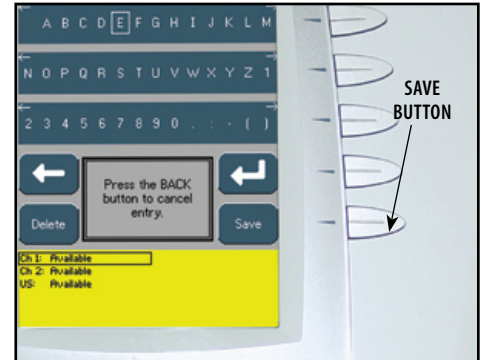 A B C D E F G H I J K L M
N O P Q R S T U V W X Y Z 1
2 3 4 5 6 7 8 9 0 . : - ( )
SAVE
BUTTON
Press the BACK
button to cancel
entry.
Delete
Save
Ch 1: Available
Ch 2: Available
US: Available